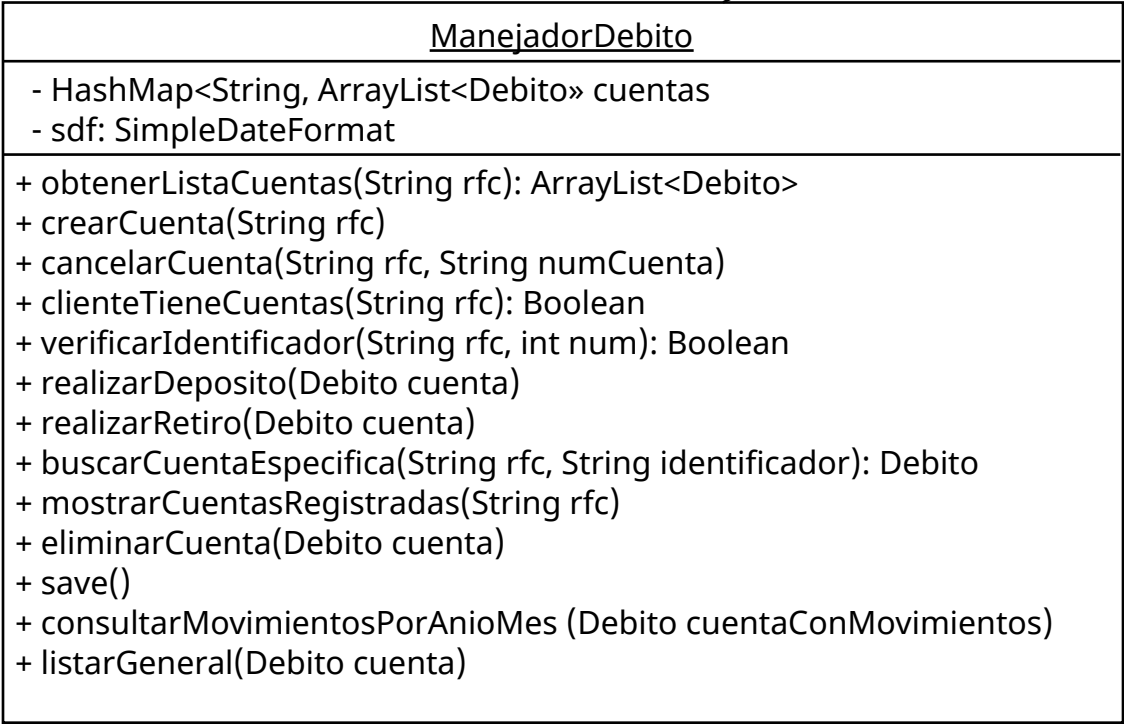 ManejadorDebito
- HashMap<String, ArrayList<Debito» cuentas
- sdf: SimpleDateFormat
+ obtenerListaCuentas(String rfc): ArrayList<Debito>
+ crearCuenta(String rfc)
+ cancelarCuenta(String rfc, String numCuenta)
+ clienteTieneCuentas(String rfc): Boolean
+ verificarIdentificador(String rfc, int num): Boolean
+ realizarDeposito(Debito cuenta)
+ realizarRetiro(Debito cuenta)
+ buscarCuentaEspecifica(String rfc, String identificador): Debito
+ mostrarCuentasRegistradas(String rfc)
+ eliminarCuenta(Debito cuenta)
+ save()
+ consultarMovimientosPorAnioMes (Debito cuentaConMovimientos)
+ listarGeneral(Debito cuenta)